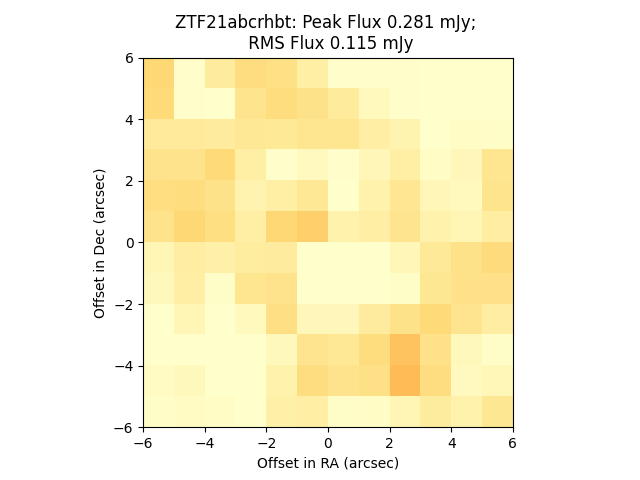 ZTF21abcrhbt: Peak Flux 0.281 mJy;
RMS Flux 0.115 mJy
6
4
2
0
−2
−4
−6
Offset in Dec (arcsec)
−6 −4 −2 0 2 4 6
Offset in RA (arcsec)